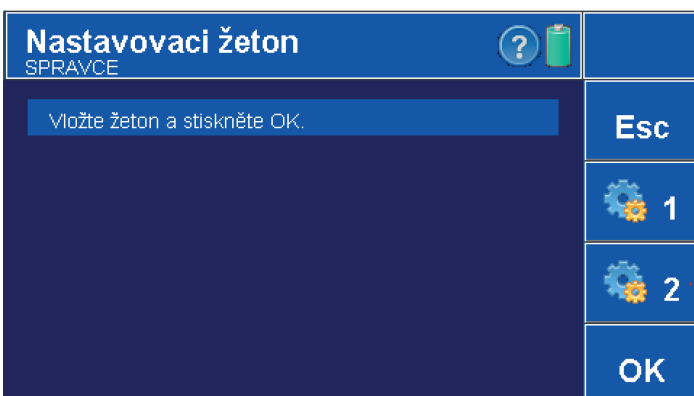 Nastavovaci žeton
SPRAVCE
?
Vložte žeton a stiskněte OK.
Esc
1
2
OK